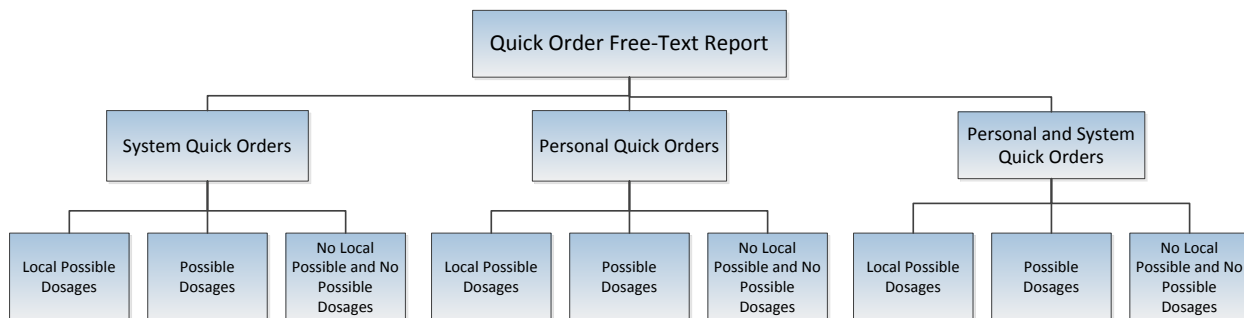 Quick Order Free-Text Report
System Quick Orders
Personal Quick Orders
Personal and System
Quick Orders
Local Possible
Dosages
Possible
Dosages
No Local
Possible and No
Possible
Dosages
Local Possible
Dosages
Possible
Dosages
No Local
Possible and No
Possible
Dosages
Local Possible
Dosages
Possible
Dosages
No Local
Possible and No
Possible
Dosages